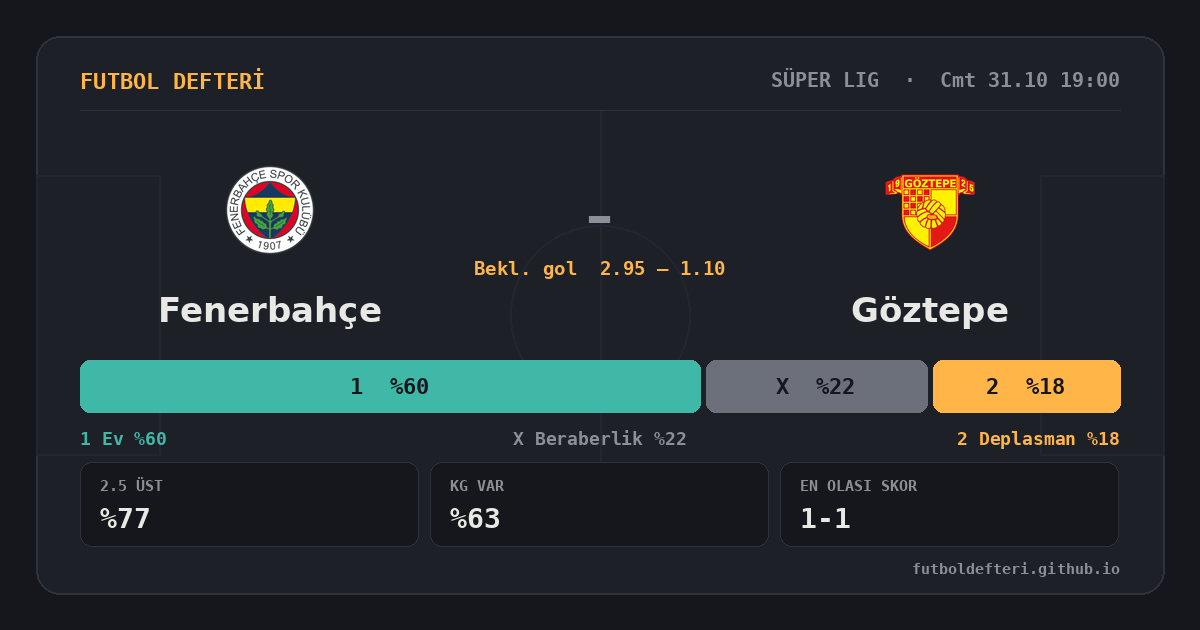 FUTBOL DEFTERİ
SÜPER LIG · Cmt 31.10 19:00
FENERBAHÇE SPOR KULÜBÜ
★ 1907 ★
19 GÖZTEPE 26
–
Bekl. gol 2.95 – 1.10
Fenerbahçe
Göztepe
1 %60
X %22
2 %18
1 Ev %60
X Beraberlik %22
2 Deplasman %18
2.5 ÜST
%77
KG VAR
%63
EN OLASI SKOR
1-1
futboldefteri.github.io